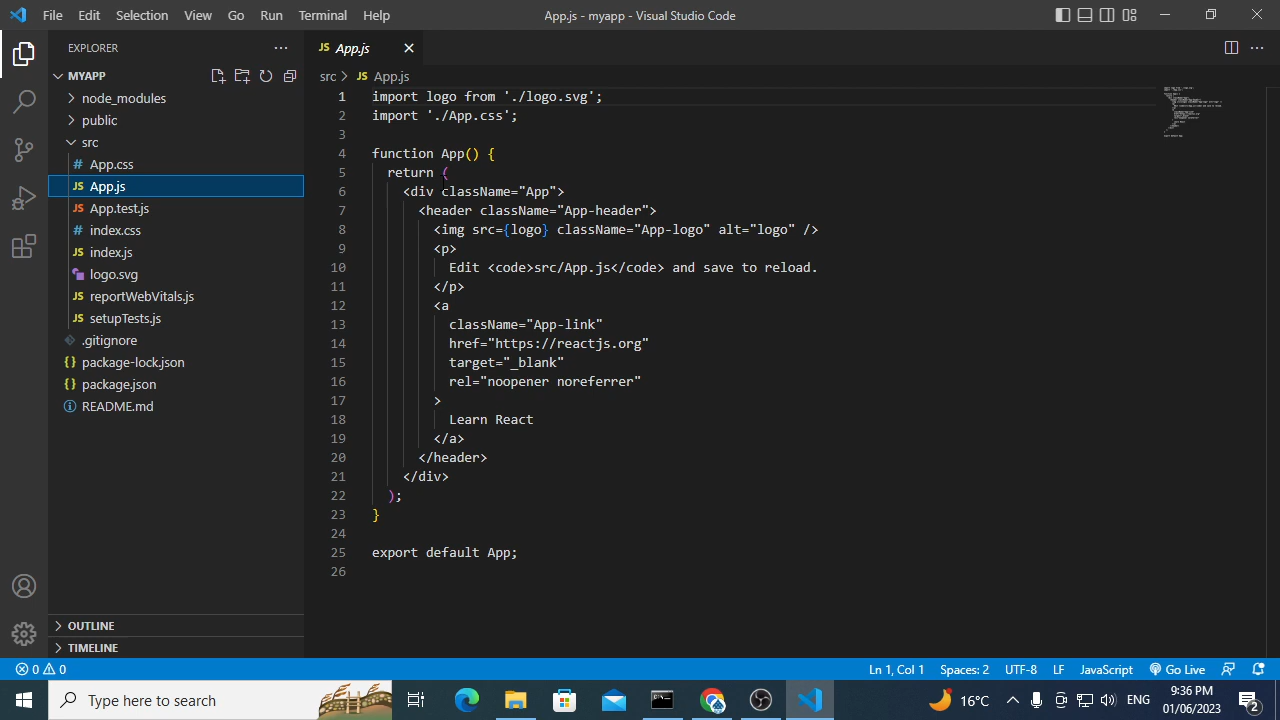 File Edit Selection View Go Run Terminal Help
App.js - myapp - Visual Studio Code
EXPLORER
MYAPP
node_modules
public
src
# App.css
JS App.js
JS App.test.js
# index.css
JS index.js
logo.svg
JS reportWebVitals.js
JS setupTests.js
.gitignore
{} package-lock.json
{} package.json
README.md
OUTLINE
TIMELINE
JS App.js
src > JS App.js
1 import logo from './logo.svg';
2 import './App.css';
3
4 function App() {
5 return (
6 <div className="App">
7 <header className="App-header">
8 <img src={logo} className="App-logo" alt="logo" />
9 <p>
10 Edit <code>src/App.js</code> and save to reload.
11 </p>
12 <a
13 className="App-link"
14 href="https://reactjs.org"
15 target="_blank"
16 rel="noopener noreferrer"
17 >
18 Learn React
19 </a>
20 </header>
21 </div>
22 );
23 }
24
25 export default App;
26
0 0
Ln 1, Col 1 Spaces: 2 UTF-8 LF JavaScript Go Live
Type here to search
16°C ENG
9:36 PM
01/06/2023
2